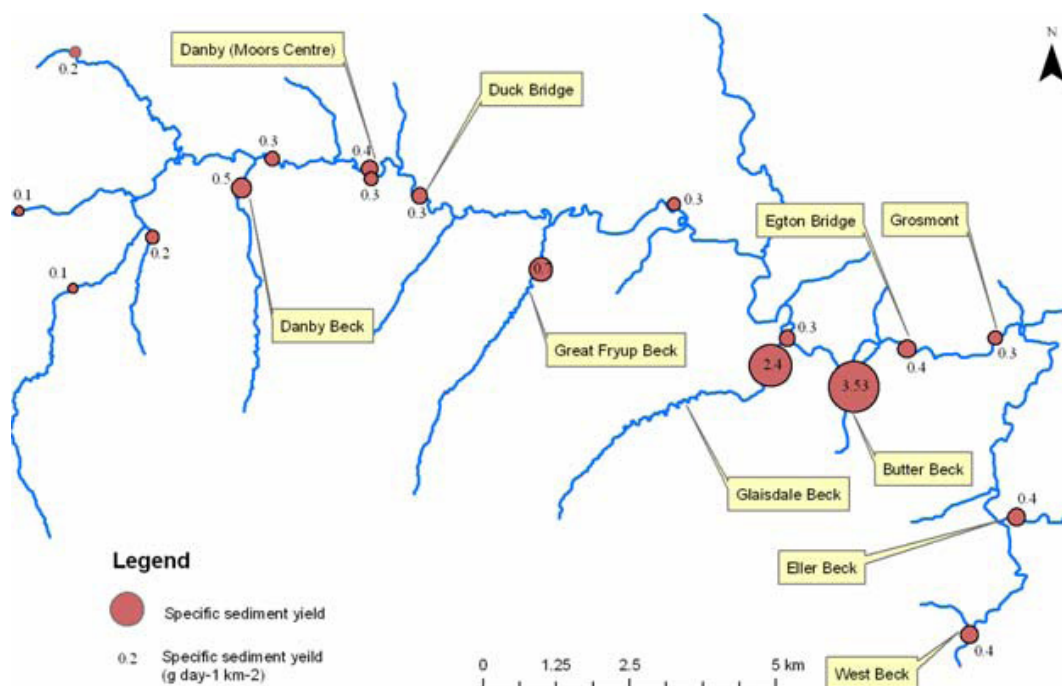 N
Danby (Moors Centre)
0.2
Duck Bridge
0.3
0.4
0.5
0.3
0.3
0.1
0.2
0.3
Egton Bridge
Grosmont
0.7
0.1
Danby Beck
Great Fryup Beck
0.3
0.3
0.4
2.4
3.53
Butter Beck
Glaisdale Beck
0.4
Eller Beck
0.4
West Beck
Legend
Specific sediment yield
0.2 Specific sediment yeild
(g day-1 km-2)
0 1.25 2.5 5 km